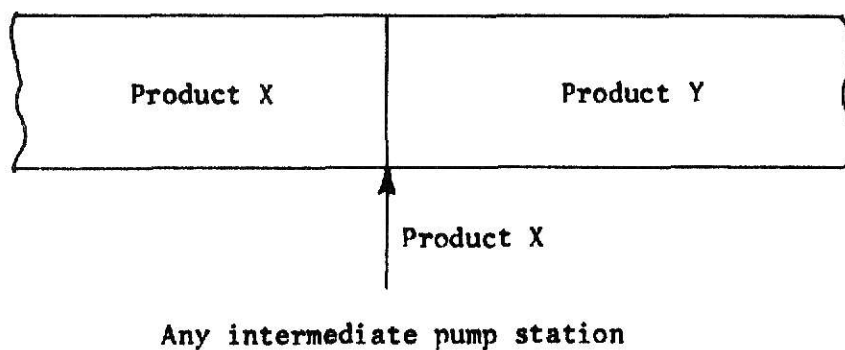 Product X
Product Y
Product X
Any intermediate pump station